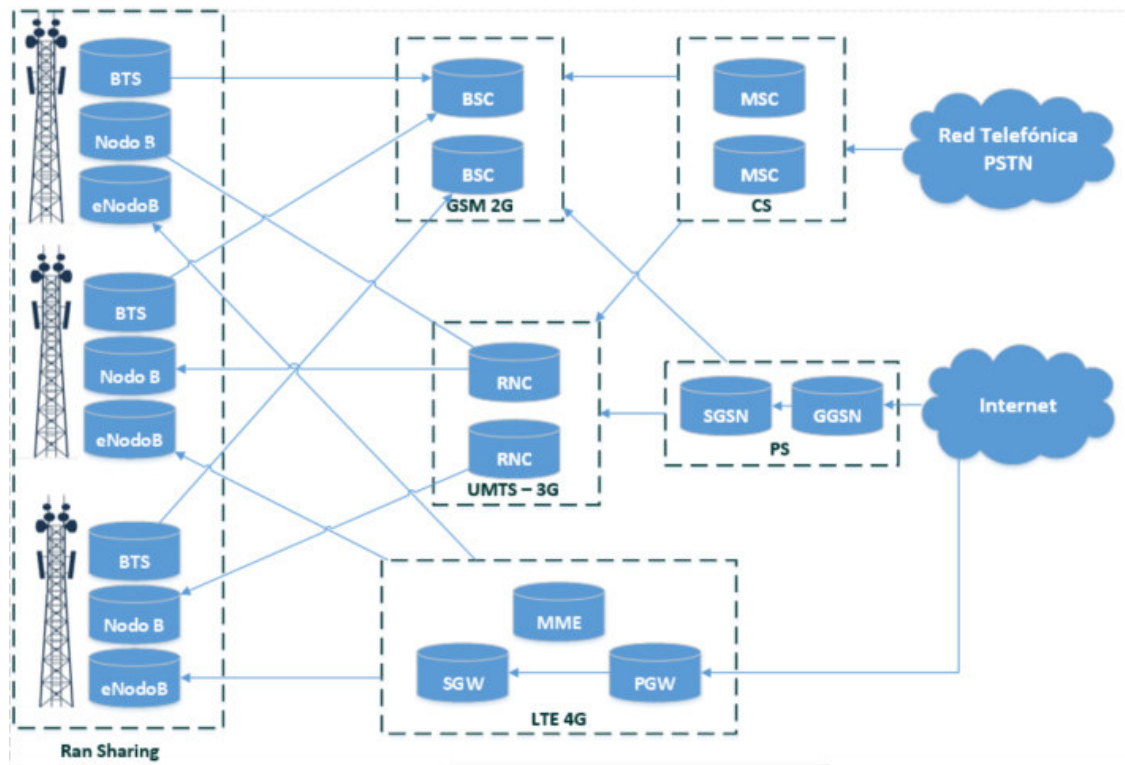 BTS
Nodo B
eNodoB
BTS
Nodo B
eNodoB
BTS
Nodo B
eNodoB
Ran Sharing
BSC
BSC
GSM 2G
MSC
MSC
CS
Red Telefónica
PSTN
RNC
RNC
UMTS – 3G
SGSN
GGSN
PS
Internet
MME
SGW
PGW
LTE 4G